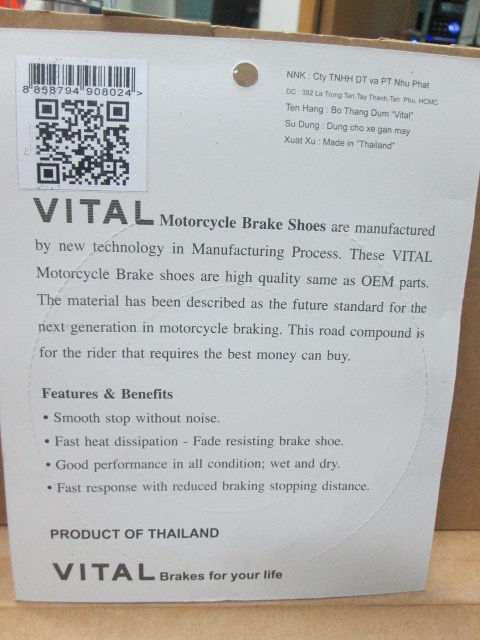 8 858794 908024 >
NNK : Cty TNHH DT va PT Nhu Phat
DC : 392 Le Trong Tan,Tay Thanh,Tan Phu, HCMC
Ten Hang : Bo Thang Dum "Vital"
Su Dung : Dung cho xe gan may
Xuat Xu : Made in "Thailand"
VITAL Motorcycle Brake Shoes are manufactured
by new technology in Manufacturing Process. These VITAL
Motorcycle Brake shoes are high quality same as OEM parts.
The material has been described as the future standard for the
next generation in motorcycle braking. This road compound is
for the rider that requires the best money can buy.
Features & Benefits
• Smooth stop without noise.
• Fast heat dissipation - Fade resisting brake shoe.
• Good performance in all condition; wet and dry.
• Fast response with reduced braking stopping distance.
PRODUCT OF THAILAND
VITAL Brakes for your life